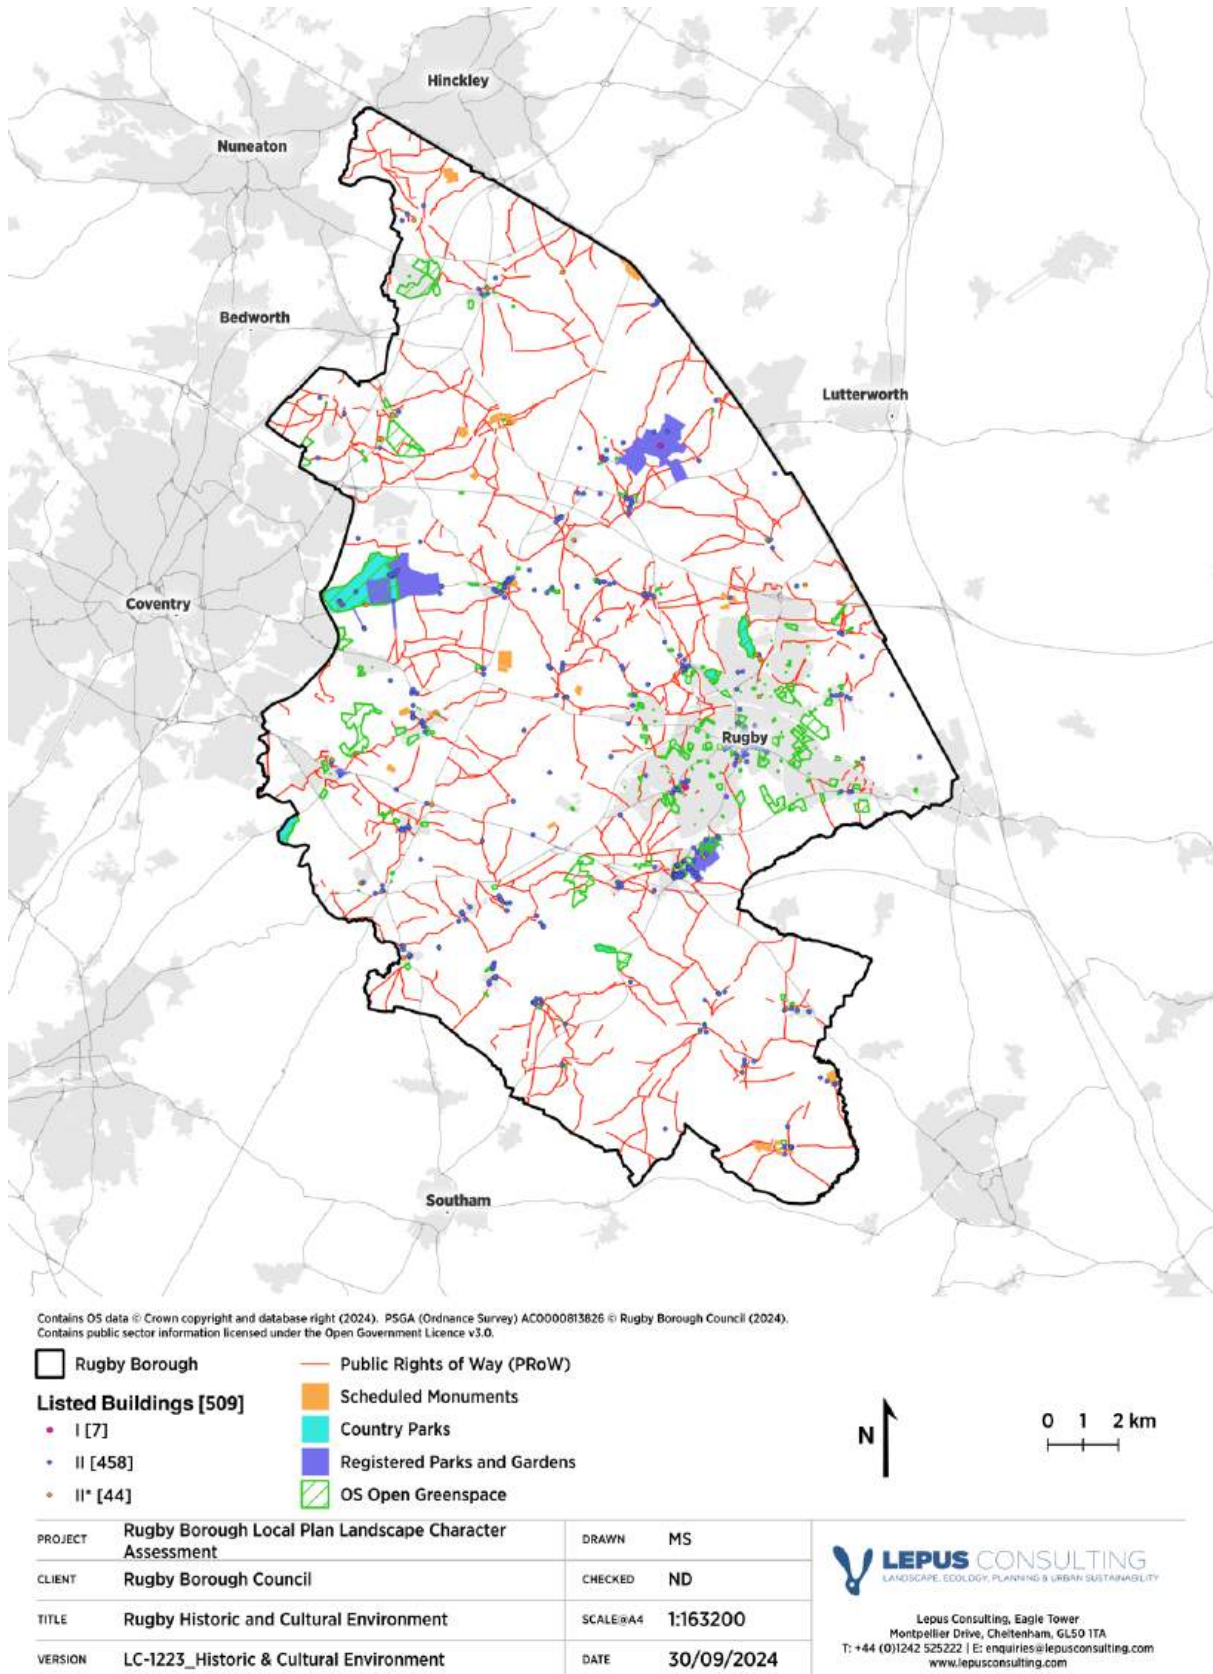 Hinckley
Nuneaton
Bedworth
Lutterworth
Coventry
Rugby
Southam
Contains OS data © Crown copyright and database right (2024). PSGA (Ordnance Survey) AC0000813826 © Rugby Borough Council (2024).
Contains public sector information licensed under the Open Government Licence v3.0.
Rugby Borough
Listed Buildings [509]
I [7]
II [458]
II* [44]
Public Rights of Way (PRoW)
Scheduled Monuments
Country Parks
Registered Parks and Gardens
OS Open Greenspace
N
0 1 2 km
PROJECT Rugby Borough Local Plan Landscape Character
Assessment
CLIENT Rugby Borough Council
TITLE Rugby Historic and Cultural Environment
VERSION LC-1223_Historic & Cultural Environment
DRAWN MS
CHECKED ND
SCALE@A4 1:163200
DATE 30/09/2024
LEPUS CONSULTING
LANDSCAPE, ECOLOGY, PLANNING & URBAN SUSTAINABILITY
Lepus Consulting, Eagle Tower
Montpellier Drive, Cheltenham, GL50 1TA
T: +44 (0)1242 525222 | E: enquiries@lepusconsulting.com
www.lepusconsulting.com